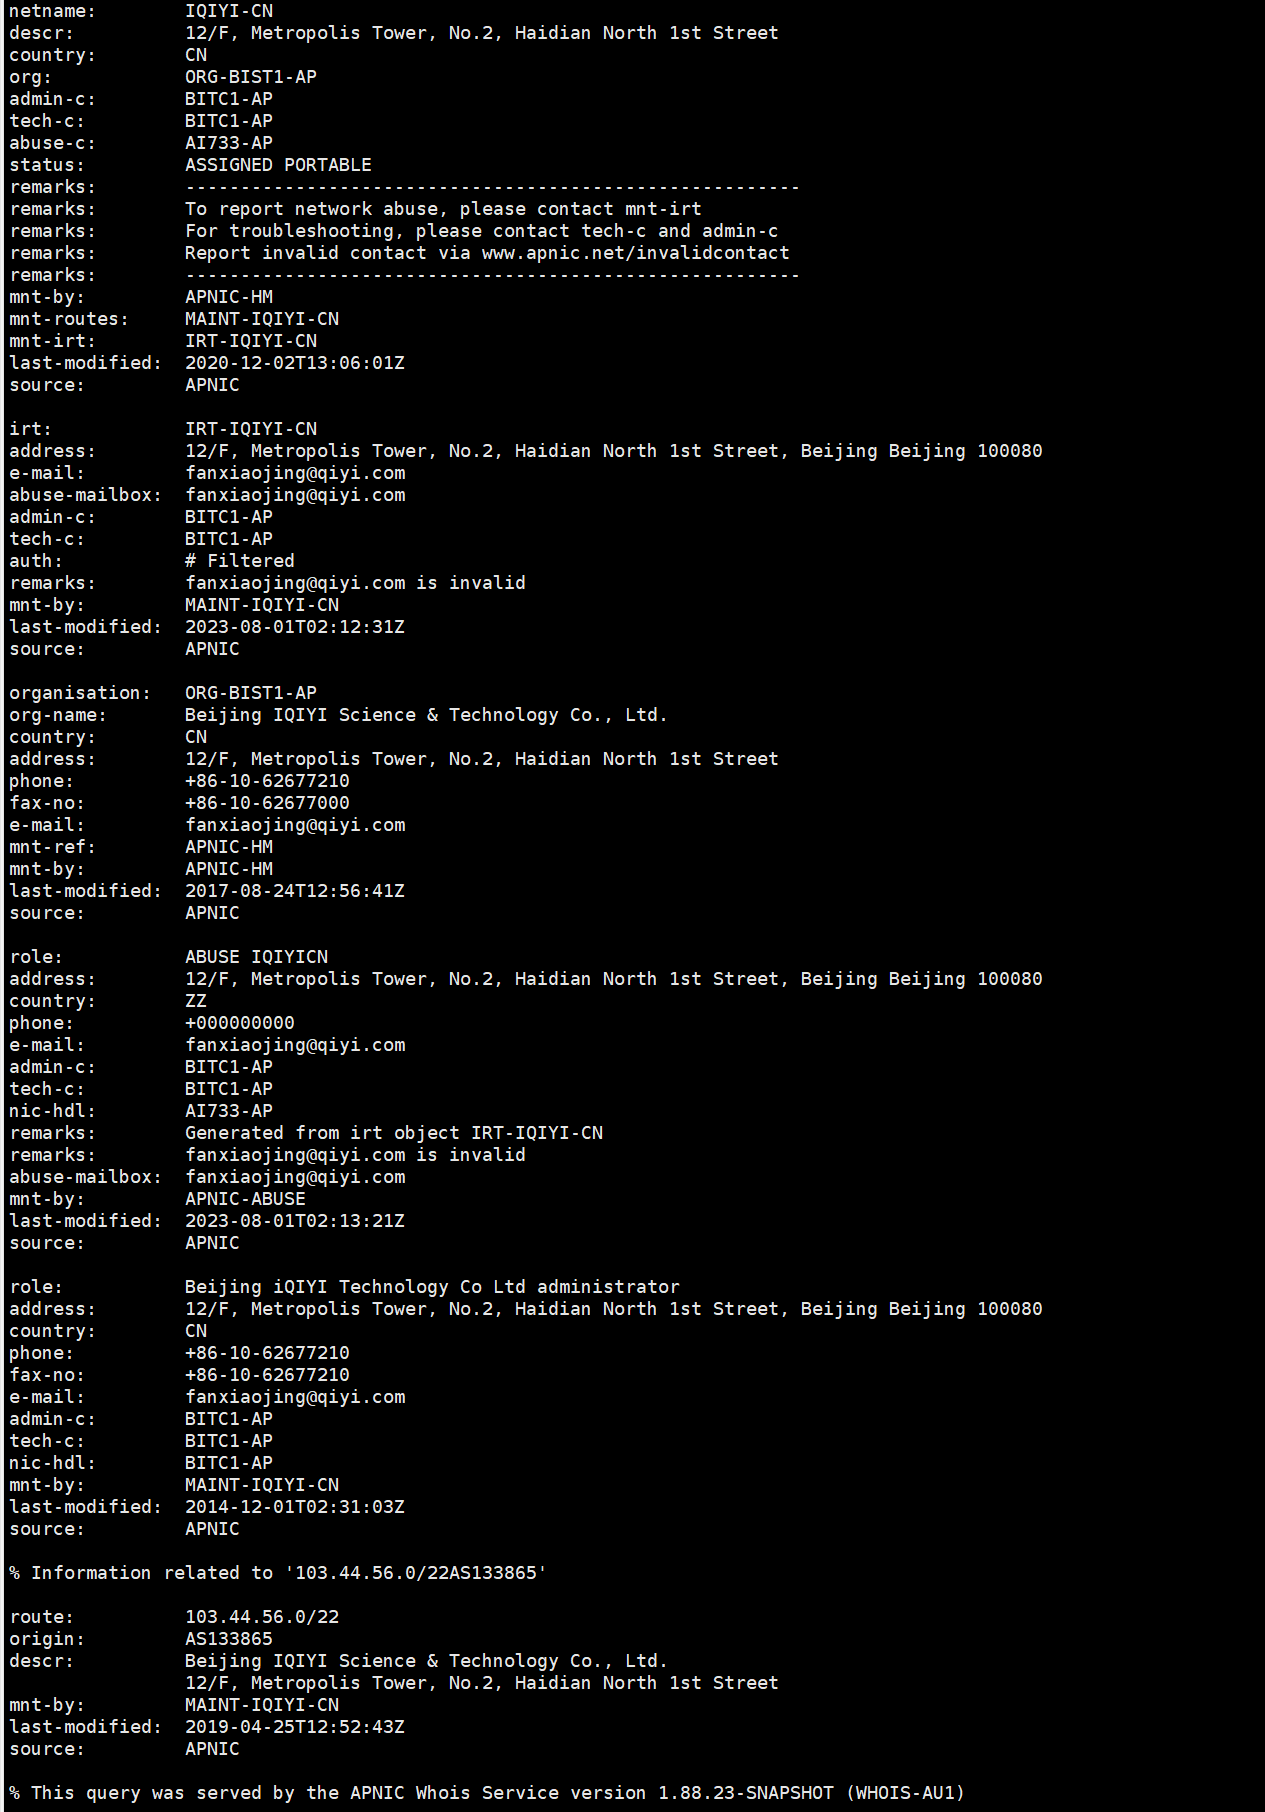 netname:        IQIYI-CN
descr:          12/F, Metropolis Tower, No.2, Haidian North 1st Street
country:        CN
org:            ORG-BIST1-AP
admin-c:        BITC1-AP
tech-c:         BITC1-AP
abuse-c:        AI733-AP
status:         ASSIGNED PORTABLE
remarks:        --------------------------------------------------------
remarks:        To report network abuse, please contact mnt-irt
remarks:        For troubleshooting, please contact tech-c and admin-c
remarks:        Report invalid contact via www.apnic.net/invalidcontact
remarks:        --------------------------------------------------------
mnt-by:         APNIC-HM
mnt-routes:     MAINT-IQIYI-CN
mnt-irt:        IRT-IQIYI-CN
last-modified:  2020-12-02T13:06:01Z
source:         APNIC

irt:            IRT-IQIYI-CN
address:        12/F, Metropolis Tower, No.2, Haidian North 1st Street, Beijing Beijing 100080
e-mail:         fanxiaojing@qiyi.com
abuse-mailbox:  fanxiaojing@qiyi.com
admin-c:        BITC1-AP
tech-c:         BITC1-AP
auth:           # Filtered
remarks:        fanxiaojing@qiyi.com is invalid
mnt-by:         MAINT-IQIYI-CN
last-modified:  2023-08-01T02:12:31Z
source:         APNIC

organisation:   ORG-BIST1-AP
org-name:       Beijing IQIYI Science & Technology Co., Ltd.
country:        CN
address:        12/F, Metropolis Tower, No.2, Haidian North 1st Street
phone:          +86-10-62677210
fax-no:         +86-10-62677000
e-mail:         fanxiaojing@qiyi.com
mnt-ref:        APNIC-HM
mnt-by:         APNIC-HM
last-modified:  2017-08-24T12:56:41Z
source:         APNIC

role:           ABUSE IQIYICN
address:        12/F, Metropolis Tower, No.2, Haidian North 1st Street, Beijing Beijing 100080
country:        ZZ
phone:          +000000000
e-mail:         fanxiaojing@qiyi.com
admin-c:        BITC1-AP
tech-c:         BITC1-AP
nic-hdl:        AI733-AP
remarks:        Generated from irt object IRT-IQIYI-CN
remarks:        fanxiaojing@qiyi.com is invalid
abuse-mailbox:  fanxiaojing@qiyi.com
mnt-by:         APNIC-ABUSE
last-modified:  2023-08-01T02:13:21Z
source:         APNIC

role:           Beijing iQIYI Technology Co Ltd administrator
address:        12/F, Metropolis Tower, No.2, Haidian North 1st Street, Beijing Beijing 100080
country:        CN
phone:          +86-10-62677210
fax-no:         +86-10-62677210
e-mail:         fanxiaojing@qiyi.com
admin-c:        BITC1-AP
tech-c:         BITC1-AP
nic-hdl:        BITC1-AP
mnt-by:         MAINT-IQIYI-CN
last-modified:  2014-12-01T02:31:03Z
source:         APNIC

% Information related to '103.44.56.0/22AS133865'

route:          103.44.56.0/22
origin:         AS133865
descr:          Beijing IQIYI Science & Technology Co., Ltd.
                12/F, Metropolis Tower, No.2, Haidian North 1st Street
mnt-by:         MAINT-IQIYI-CN
last-modified:  2019-04-25T12:52:43Z
source:         APNIC

% This query was served by the APNIC Whois Service version 1.88.23-SNAPSHOT (WHOIS-AU1)